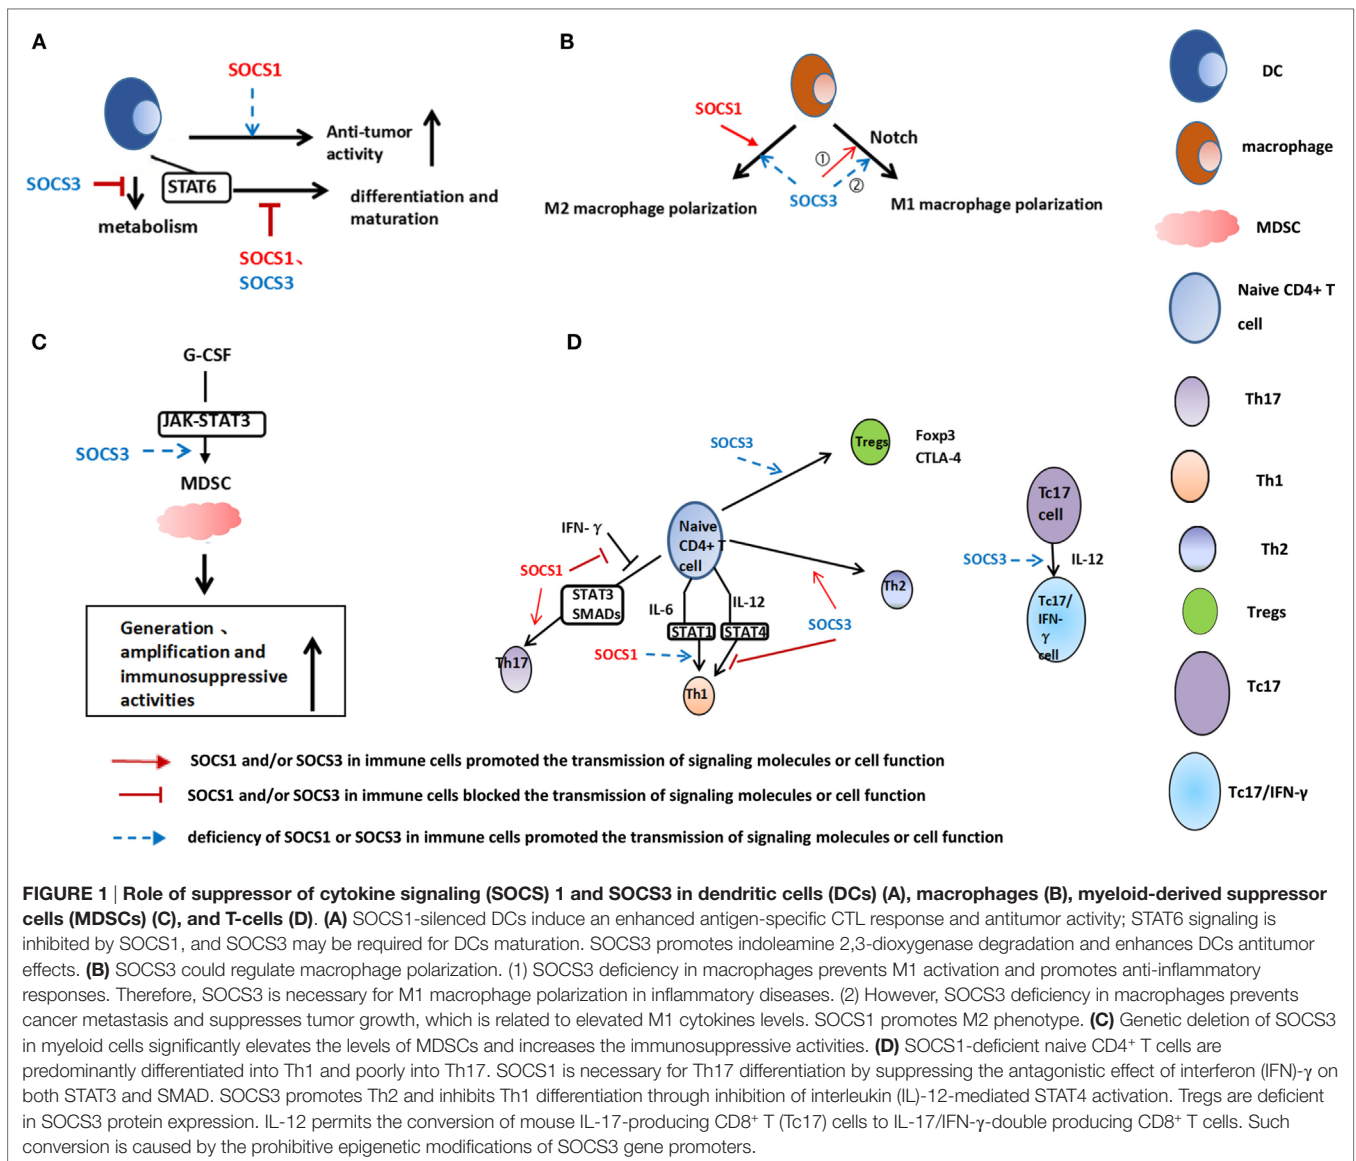 A
SOCS1
Anti-tumor
activity
SOCS3
STAT6
differentiation and
maturation
metabolism
SOCS1、
SOCS3
B
SOCS1
Notch
①
②
SOCS3
M2 macrophage polarization
M1 macrophage polarization
DC
macrophage
MDSC
Naive CD4+ T
cell
Th17
Th1
Th2
Tregs
Tc17
Tc17/IFN-γ
C
G-CSF
JAK-STAT3
SOCS3
MDSC
Generation、
amplification and
immunosuppressive
activities
D
SOCS3
Tregs
Foxp3
CTLA-4
IFN- γ
Naive
CD4+ T
cell
SOCS1
STAT3
SMADs
IL-6
IL-12
STAT1
STAT4
Th2
SOCS3
SOCS1
Th17
Th1
Tc17
cell
SOCS3
IL-12
Tc17/
IFN-
γ
cell
SOCS1 and/or SOCS3 in immune cells promoted the transmission of signaling molecules or cell function
SOCS1 and/or SOCS3 in immune cells blocked the transmission of signaling molecules or cell function
deficiency of SOCS1 or SOCS3 in immune cells promoted the transmission of signaling molecules or cell function
FIGURE 1 | Role of suppressor of cytokine signaling (SOCS) 1 and SOCS3 in dendritic cells (DCs) (A), macrophages (B), myeloid-derived suppressor
cells (MDSCs) (C), and T-cells (D). (A) SOCS1-silenced DCs induce an enhanced antigen-specific CTL response and antitumor activity; STAT6 signaling is
inhibited by SOCS1, and SOCS3 may be required for DCs maturation. SOCS3 promotes indoleamine 2,3-dioxygenase degradation and enhances DCs antitumor
effects. (B) SOCS3 could regulate macrophage polarization. (1) SOCS3 deficiency in macrophages prevents M1 activation and promotes anti-inflammatory
responses. Therefore, SOCS3 is necessary for M1 macrophage polarization in inflammatory diseases. (2) However, SOCS3 deficiency in macrophages prevents
cancer metastasis and suppresses tumor growth, which is related to elevated M1 cytokines levels. SOCS1 promotes M2 phenotype. (C) Genetic deletion of SOCS3
in myeloid cells significantly elevates the levels of MDSCs and increases the immunosuppressive activities. (D) SOCS1-deficient naive CD4⁺ T cells are
predominantly differentiated into Th1 and poorly into Th17. SOCS1 is necessary for Th17 differentiation by suppressing the antagonistic effect of interferon (IFN)-γ on
both STAT3 and SMAD. SOCS3 promotes Th2 and inhibits Th1 differentiation through inhibition of interleukin (IL)-12-mediated STAT4 activation. Tregs are deficient
in SOCS3 protein expression. IL-12 permits the conversion of mouse IL-17-producing CD8⁺ T (Tc17) cells to IL-17/IFN-γ-double producing CD8⁺ T cells. Such
conversion is caused by the prohibitive epigenetic modifications of SOCS3 gene promoters.